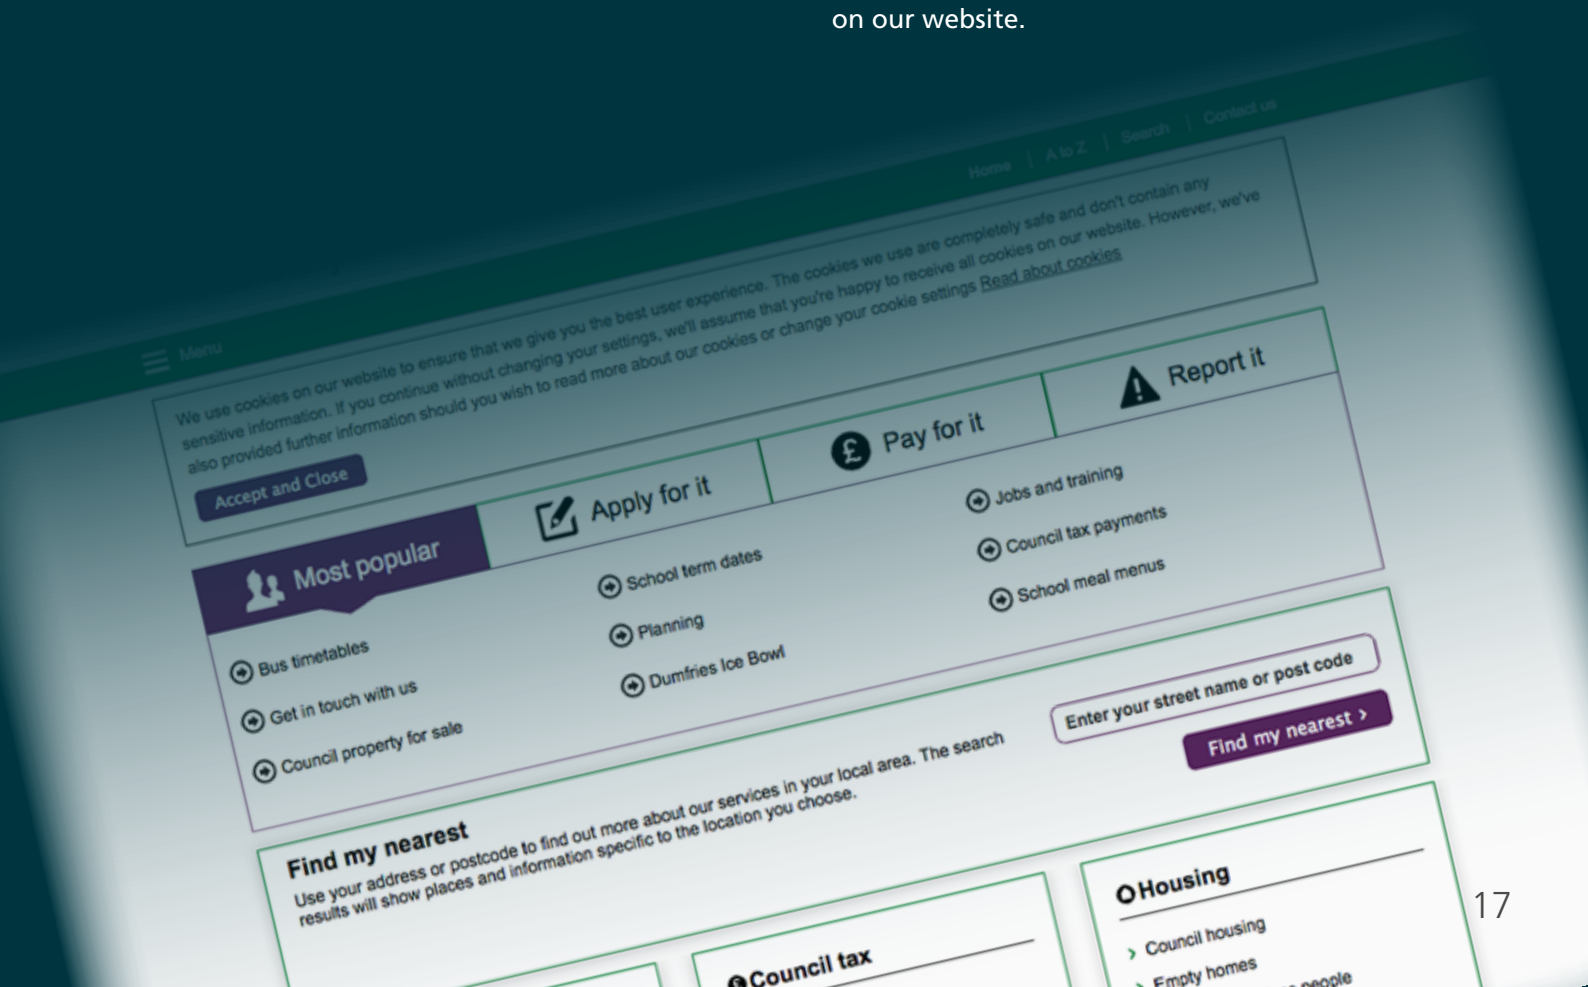 on our website.
Home | A to Z | Search | Contact us
Menu
We use cookies on our website to ensure that we give you the best user experience. The cookies we use are completely safe and don't contain any
sensitive information. If you continue without changing your settings, we'll assume that you're happy to receive all cookies on our website. However, we've
also provided further information should you wish to read more about our cookies or change your cookie settings Read about cookies
Accept and Close
Most popular
Apply for it
£ Pay for it
Report it
Bus timetables
Get in touch with us
Council property for sale
School term dates
Planning
Dumfries Ice Bowl
Jobs and training
Council tax payments
School meal menus
Find my nearest
Use your address or postcode to find out more about our services in your local area. The search
results will show places and information specific to the location you choose.
Enter your street name or post code
Find my nearest ›
Council tax
Housing
› Council housing
› Empty homes
people
17